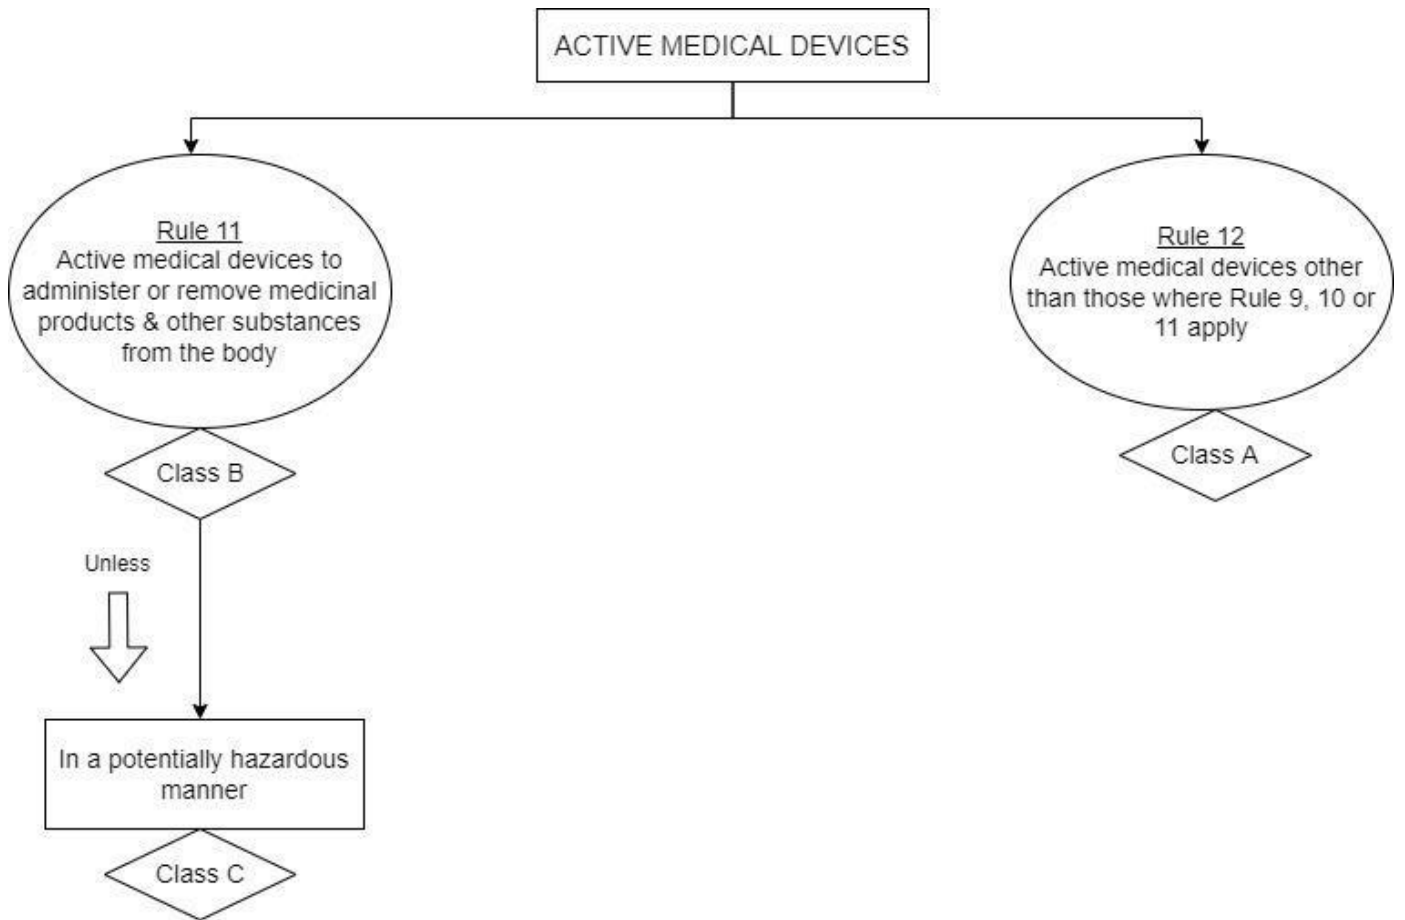 ACTIVE MEDICAL DEVICES
Rule 11
Active medical devices to
administer or remove medicinal
products & other substances
from the body
Rule 12
Active medical devices other
than those where Rule 9, 10 or
11 apply
Class B
Class A
Unless
In a potentially hazardous
manner
Class C